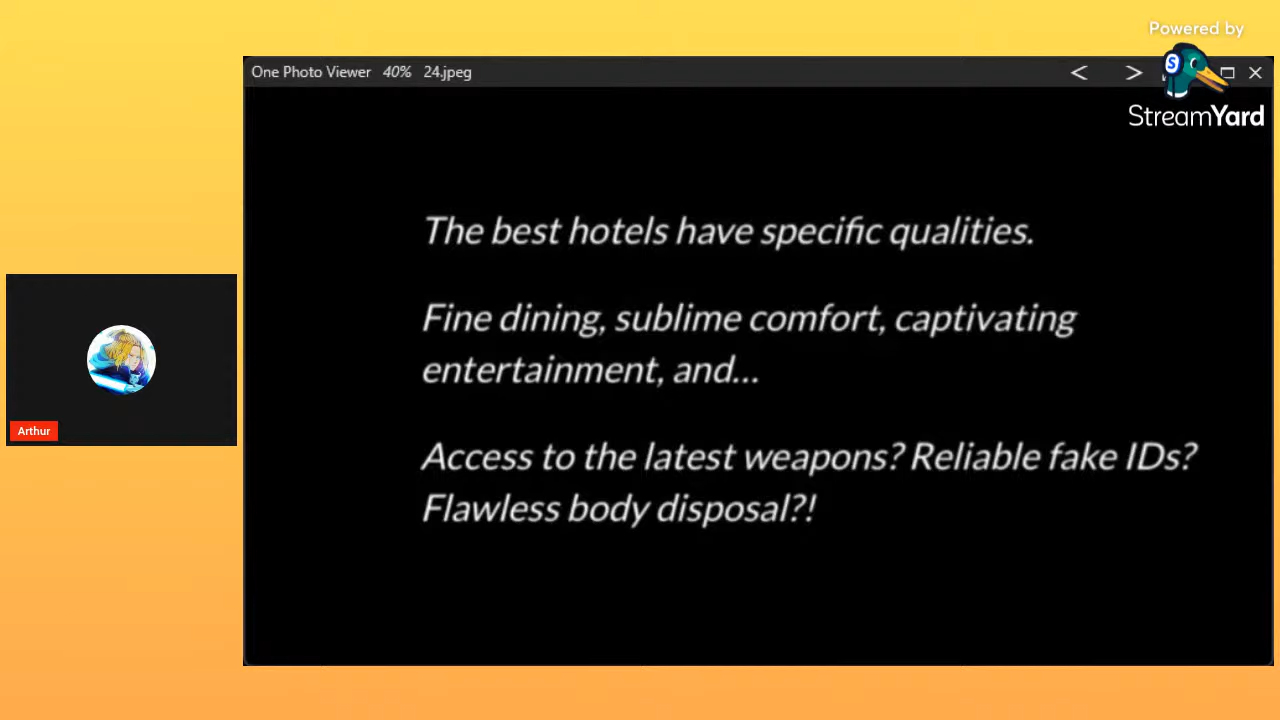 Powered by
StreamYard
One Photo Viewer 40% 24.jpeg
The best hotels have specific qualities.
Fine dining, sublime comfort, captivating
entertainment, and...
Access to the latest weapons? Reliable fake IDs?
Flawless body disposal?!
Arthur